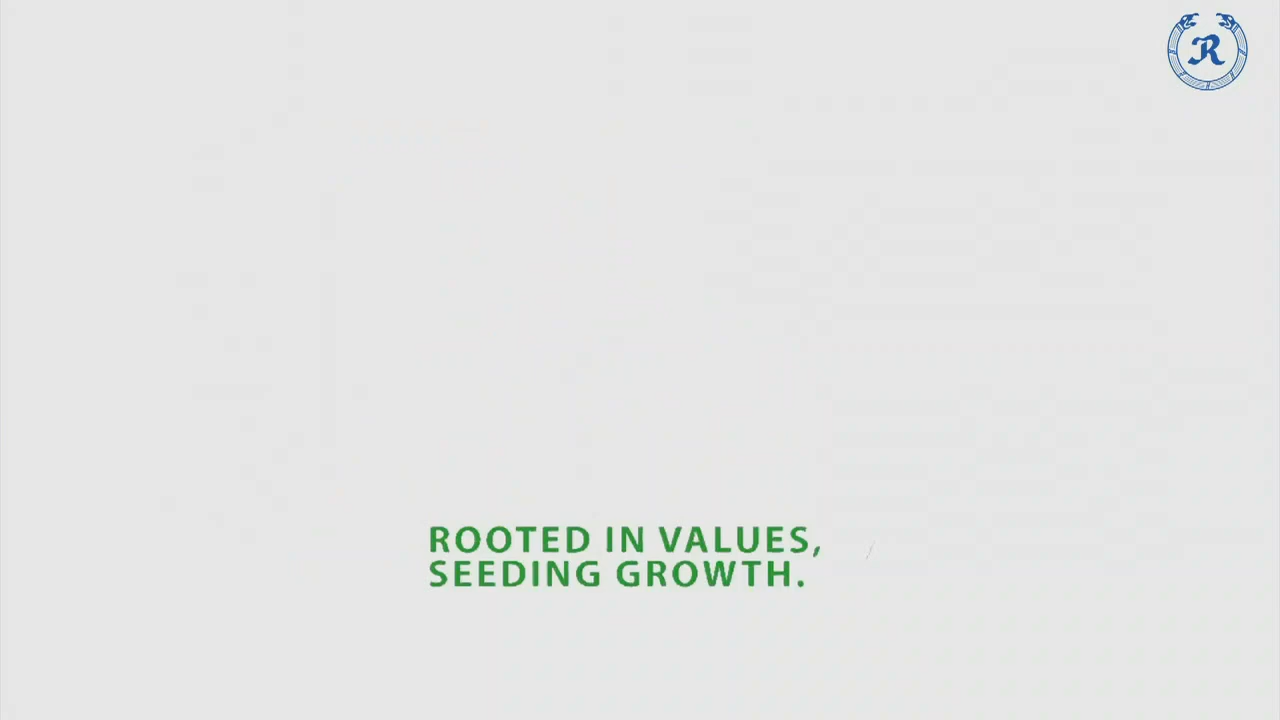 R
ROOTED IN VALUES,
SEEDING GROWTH.